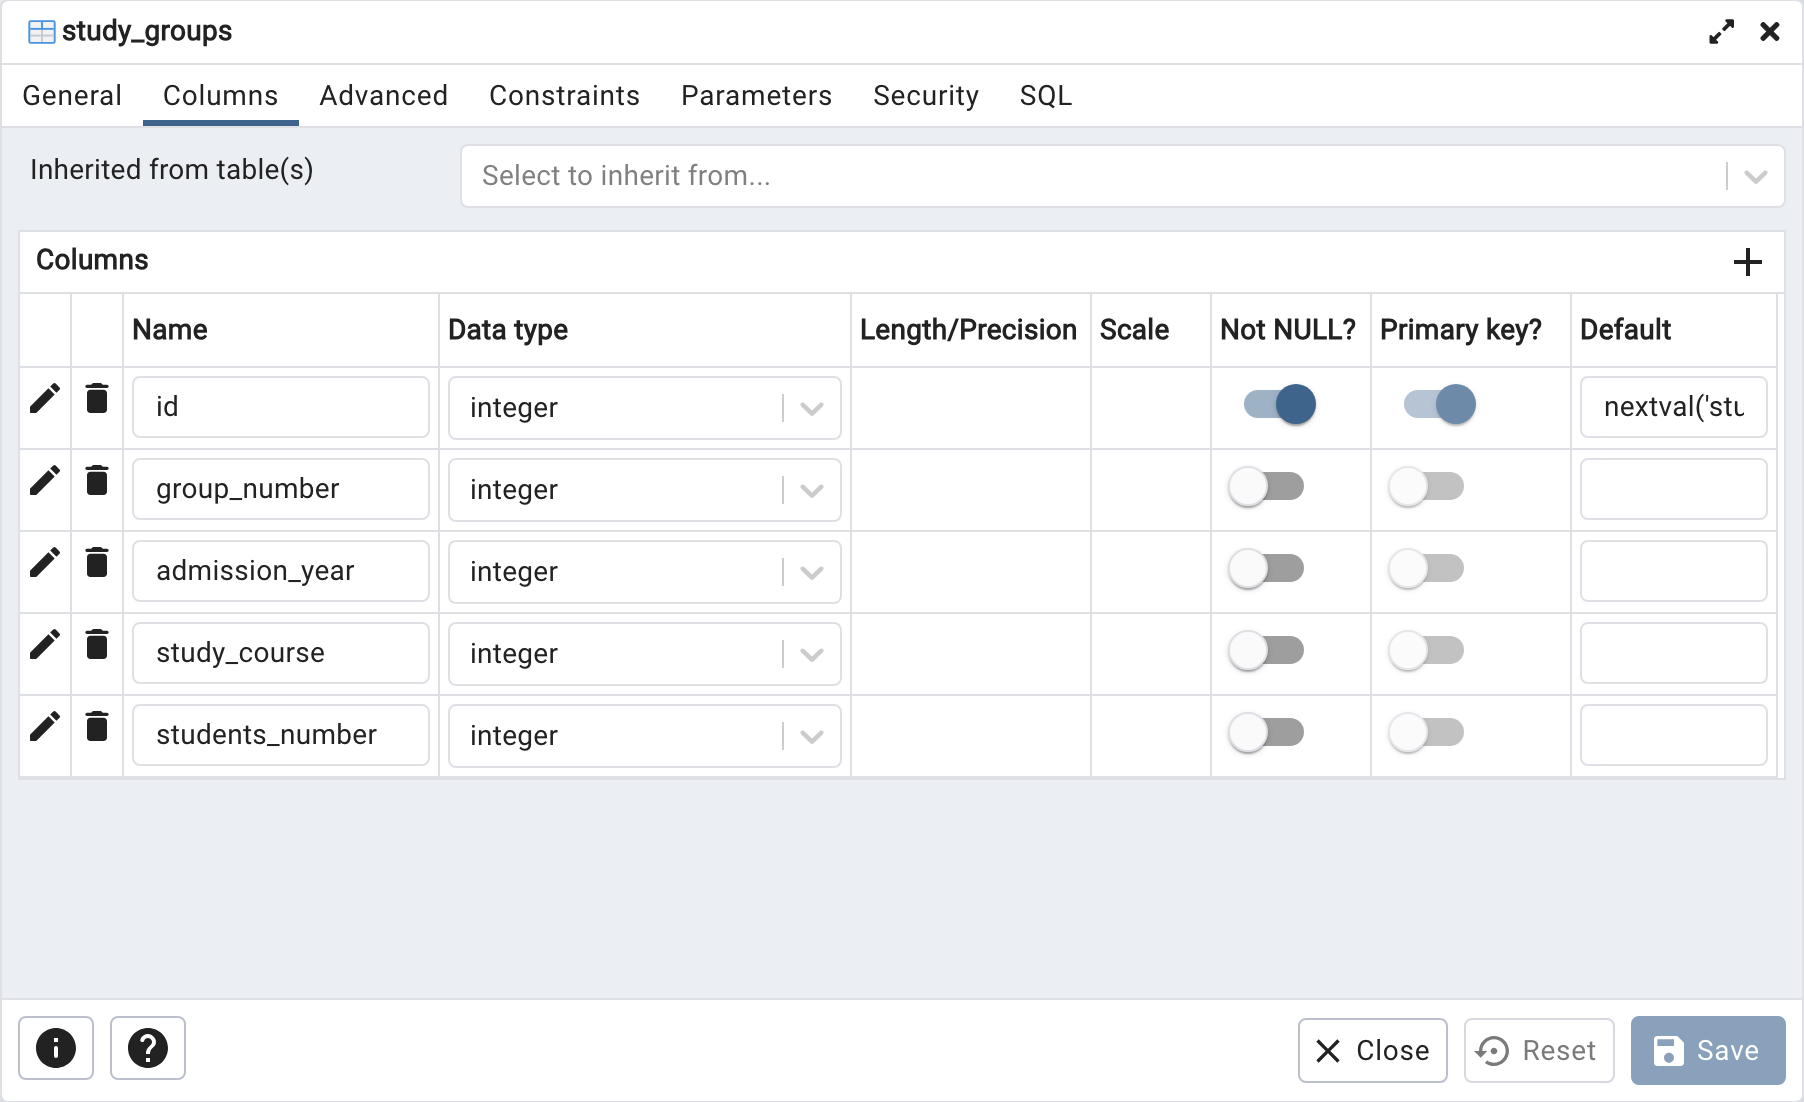 study_groups
General Columns Advanced Constraints Parameters Security SQL
Inherited from table(s) Select to inherit from...
Columns
Name Data type Length/Precision Scale Not NULL? Primary key? Default
id integer nextval('stu
group_number integer
admission_year integer
study_course integer
students_number integer
Close Reset Save